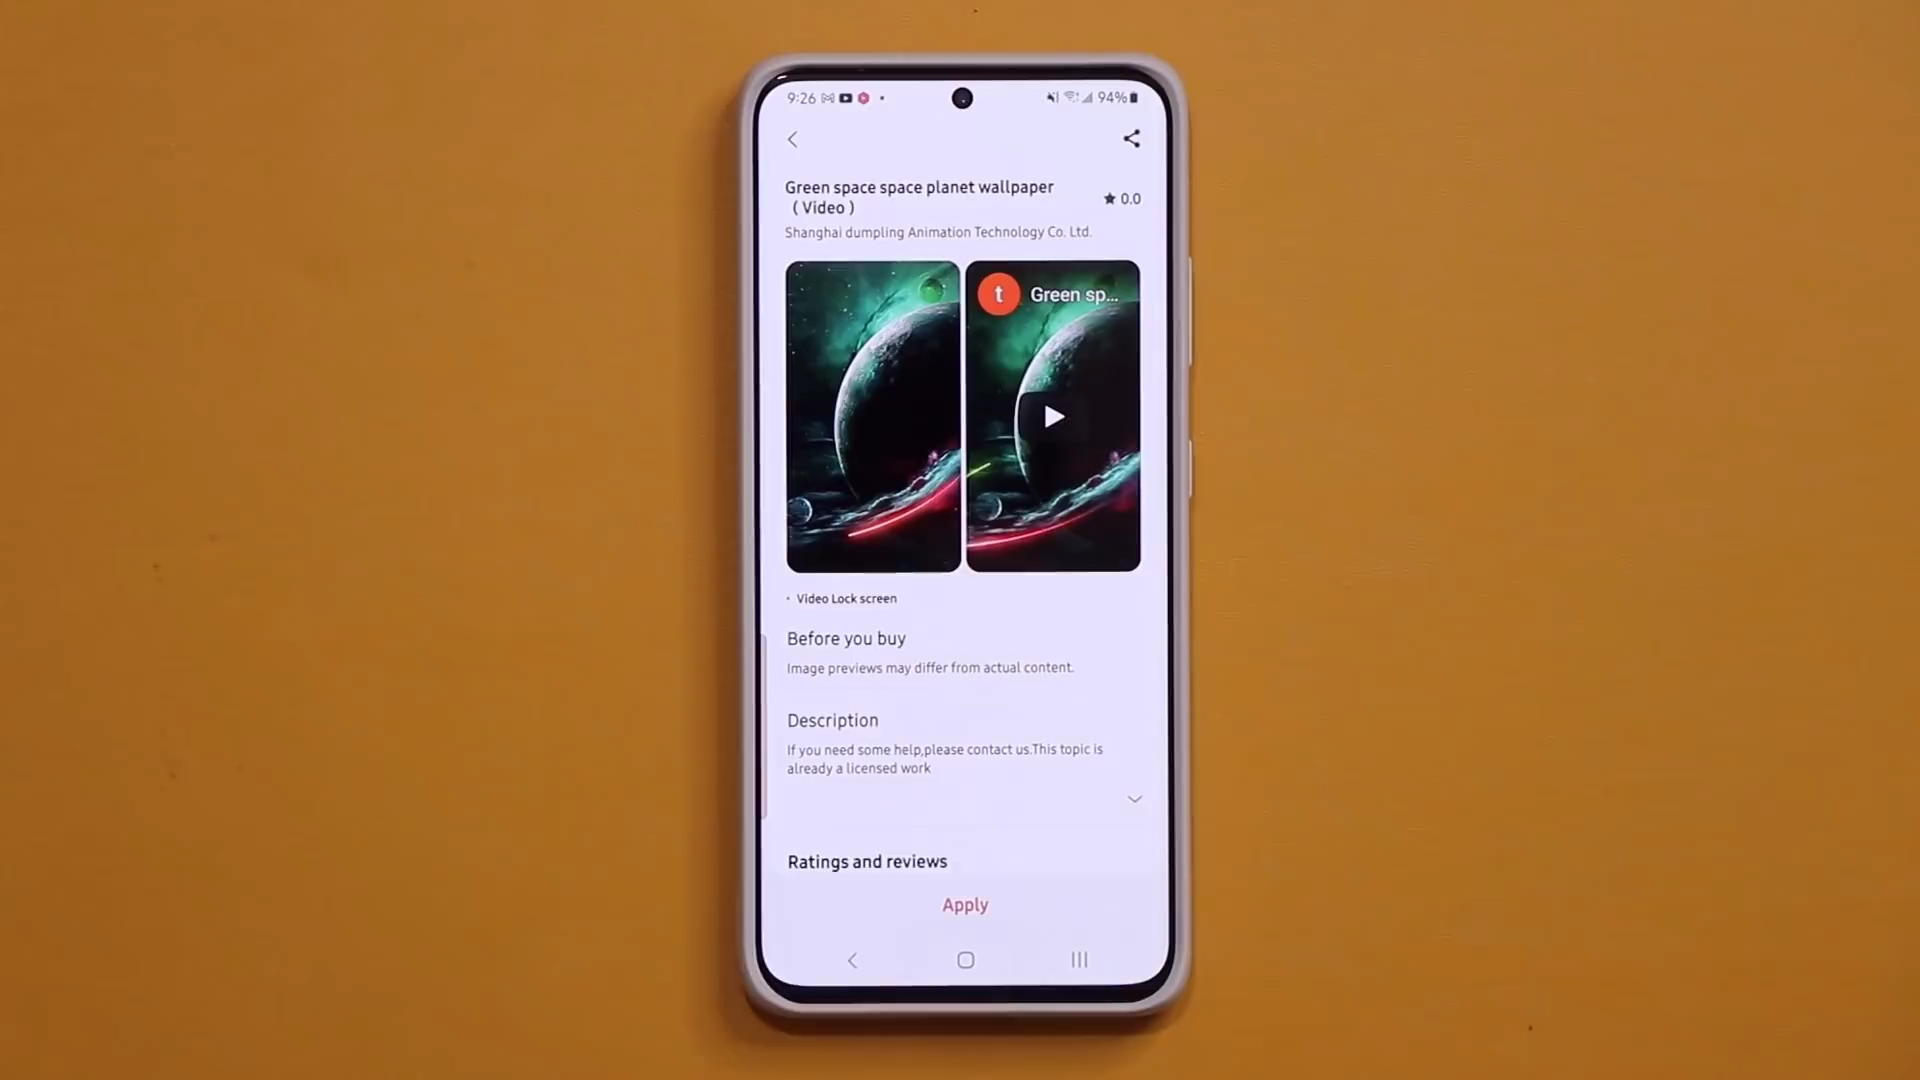 9:26
94%
Green space space planet wallpaper
( Video )
0.0
Shanghai dumpling Animation Technology Co. Ltd.
t
Green sp...
• Video Lock screen
Before you buy
Image previews may differ from actual content.
Description
If you need some help,please contact us.This topic is
already a licensed work
Ratings and reviews
Apply